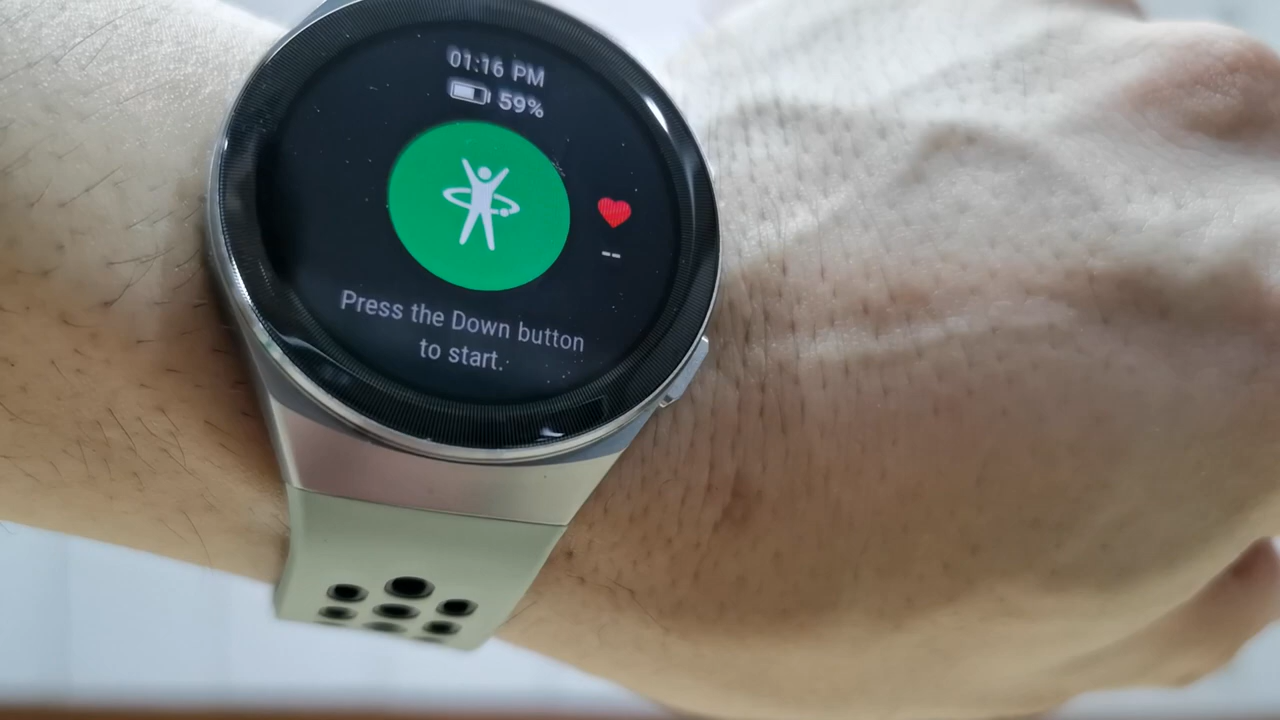 01:16 PM
59%
--
Press the Down button
to start.